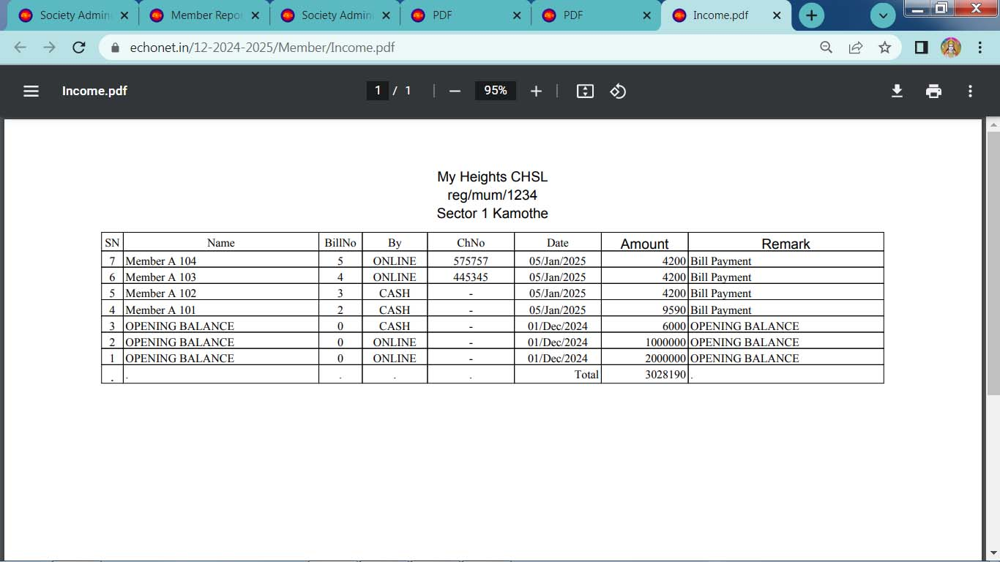 Society Admin
Member Repo
Society Admin
PDF
PDF
Income.pdf
echonet.in/12-2024-2025/Member/Income.pdf
Income.pdf
1 / 1
95%
My Heights CHSL
reg/mum/1234
Sector 1 Kamothe
SN Name BillNo By ChNo Date Amount Remark
7 Member A 104 5 ONLINE 575757 05/Jan/2025 4200 Bill Payment
6 Member A 103 4 ONLINE 445345 05/Jan/2025 4200 Bill Payment
5 Member A 102 3 CASH - 05/Jan/2025 4200 Bill Payment
4 Member A 101 2 CASH - 05/Jan/2025 9590 Bill Payment
3 OPENING BALANCE 0 CASH - 01/Dec/2024 6000 OPENING BALANCE
2 OPENING BALANCE 0 ONLINE - 01/Dec/2024 1000000 OPENING BALANCE
1 OPENING BALANCE 0 ONLINE - 01/Dec/2024 2000000 OPENING BALANCE
. . . . . Total 3028190 .